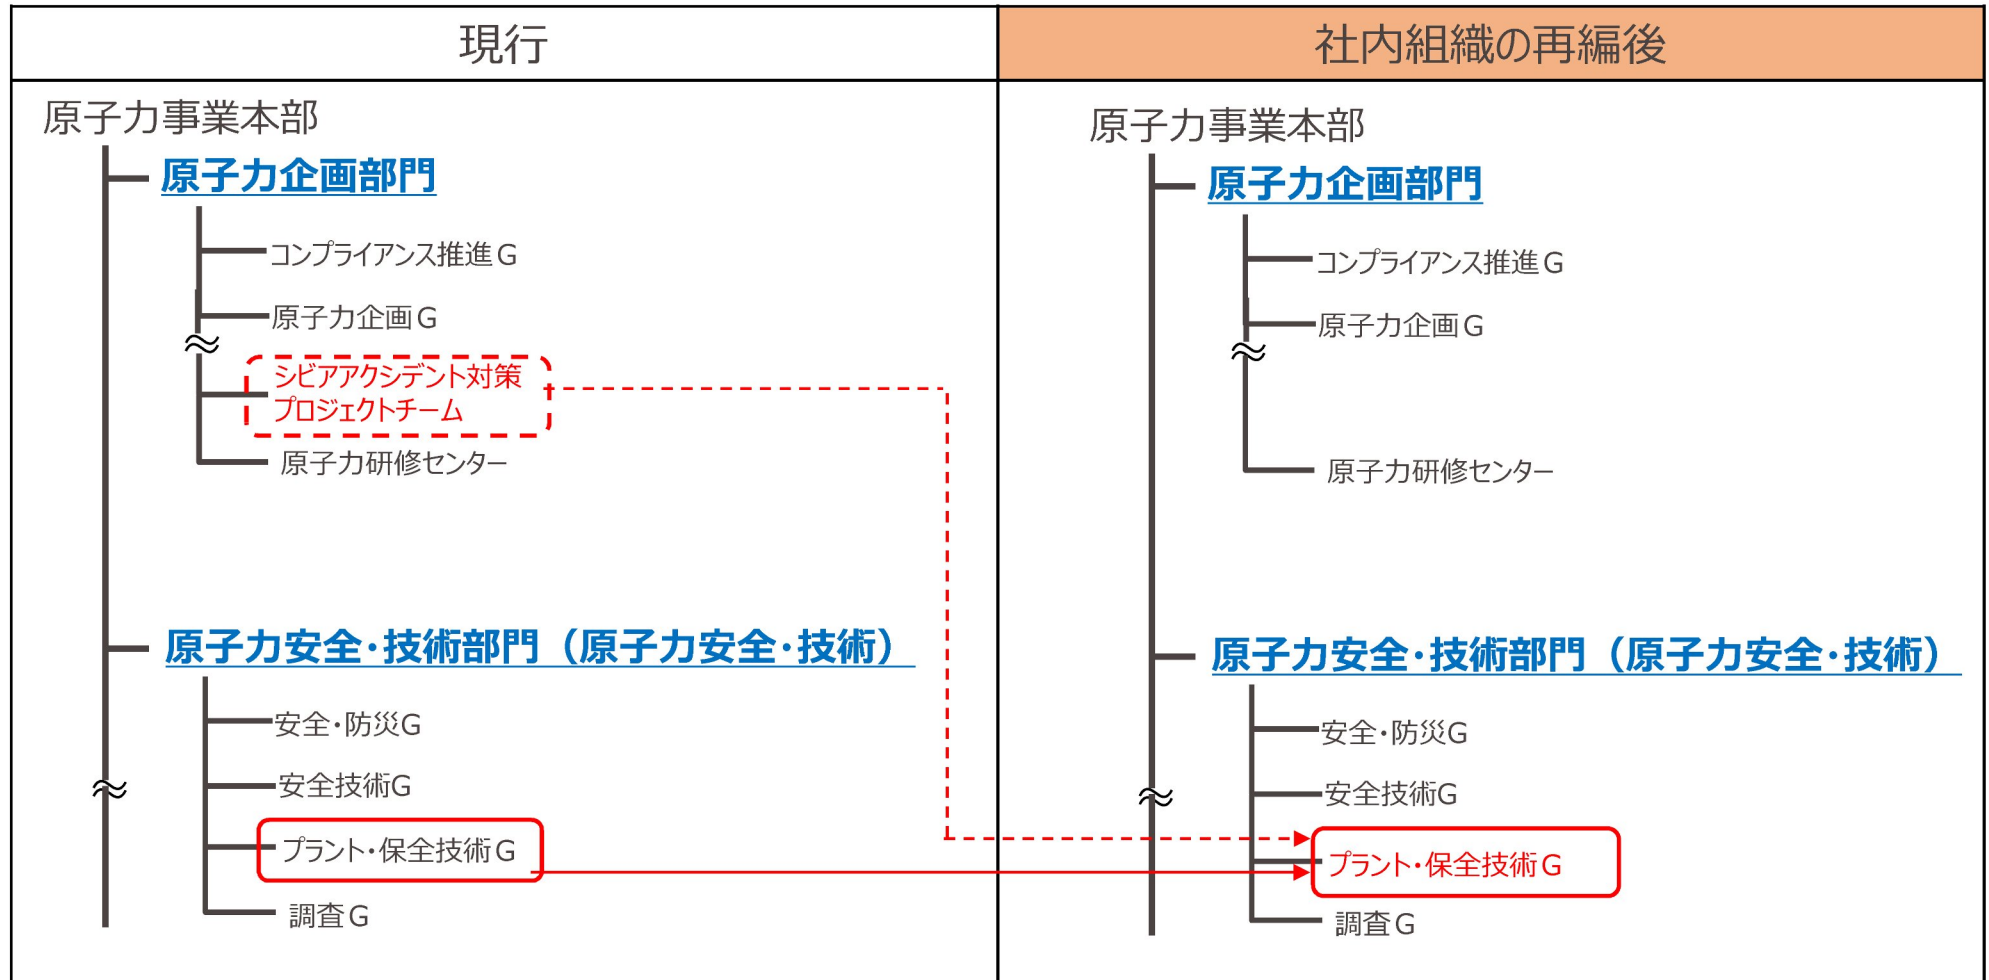 現行
原子力事業本部
原子力企画部門
コンプライアンス推進G
原子力企画G
シビアアクシデント対策
プロジェクトチーム
原子力研修センター
原子力安全・技術部門（原子力安全・技術）
安全・防災G
安全技術G
プラント・保全技術G
調査G
社内組織の再編後
原子力事業本部
原子力企画部門
コンプライアンス推進G
原子力企画G
原子力研修センター
原子力安全・技術部門（原子力安全・技術）
安全・防災G
安全技術G
プラント・保全技術G
調査G